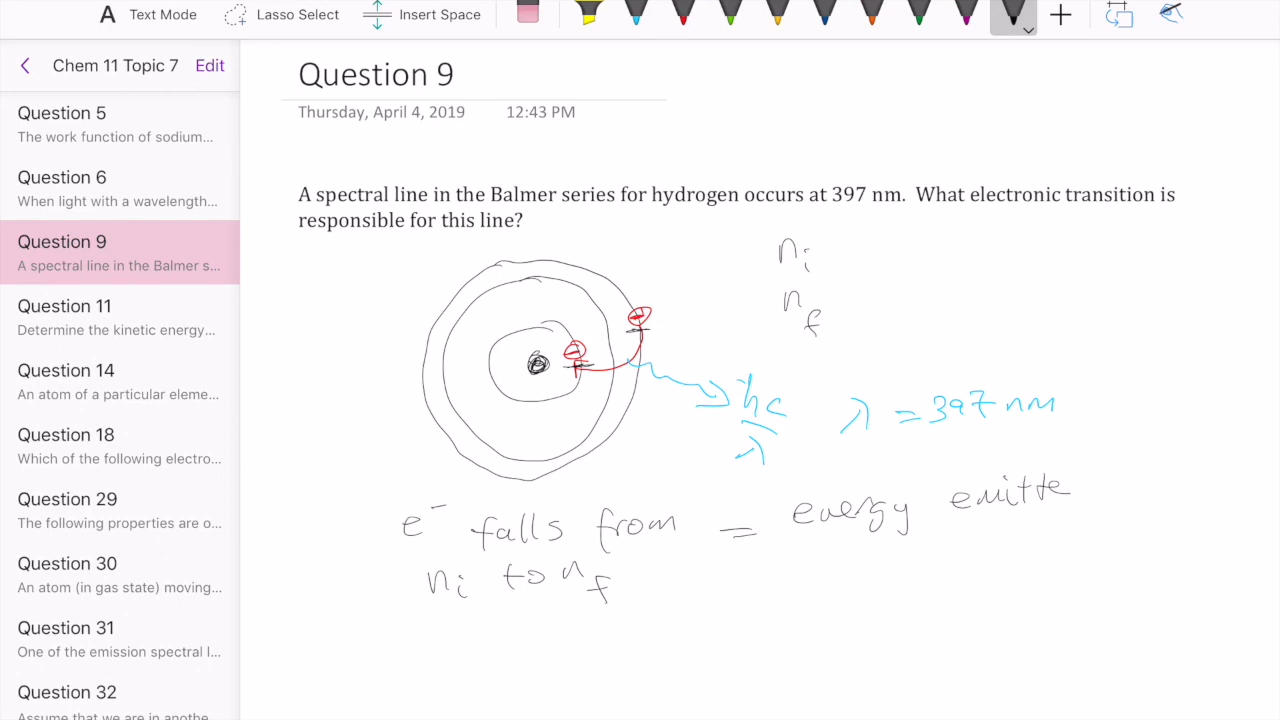 A Text Mode Lasso Select Insert Space
Chem 11 Topic 7 Edit
Question 5
The work function of sodium...
Question 6
When light with a wavelength...
Question 9
A spectral line in the Balmer s...
Question 11
Determine the kinetic energy...
Question 14
An atom of a particular eleme...
Question 18
Which of the following electro...
Question 29
The following properties are o...
Question 30
An atom (in gas state) moving...
Question 31
One of the emission spectral l...
Question 32
Assume that we are in anothe
Question 9
Thursday, April 4, 2019 12:43 PM
A spectral line in the Balmer series for hydrogen occurs at 397 nm. What electronic transition is
responsible for this line?
ni
nf
hc
λ
λ = 397 nm
e- falls from = energy emitte
ni to nf